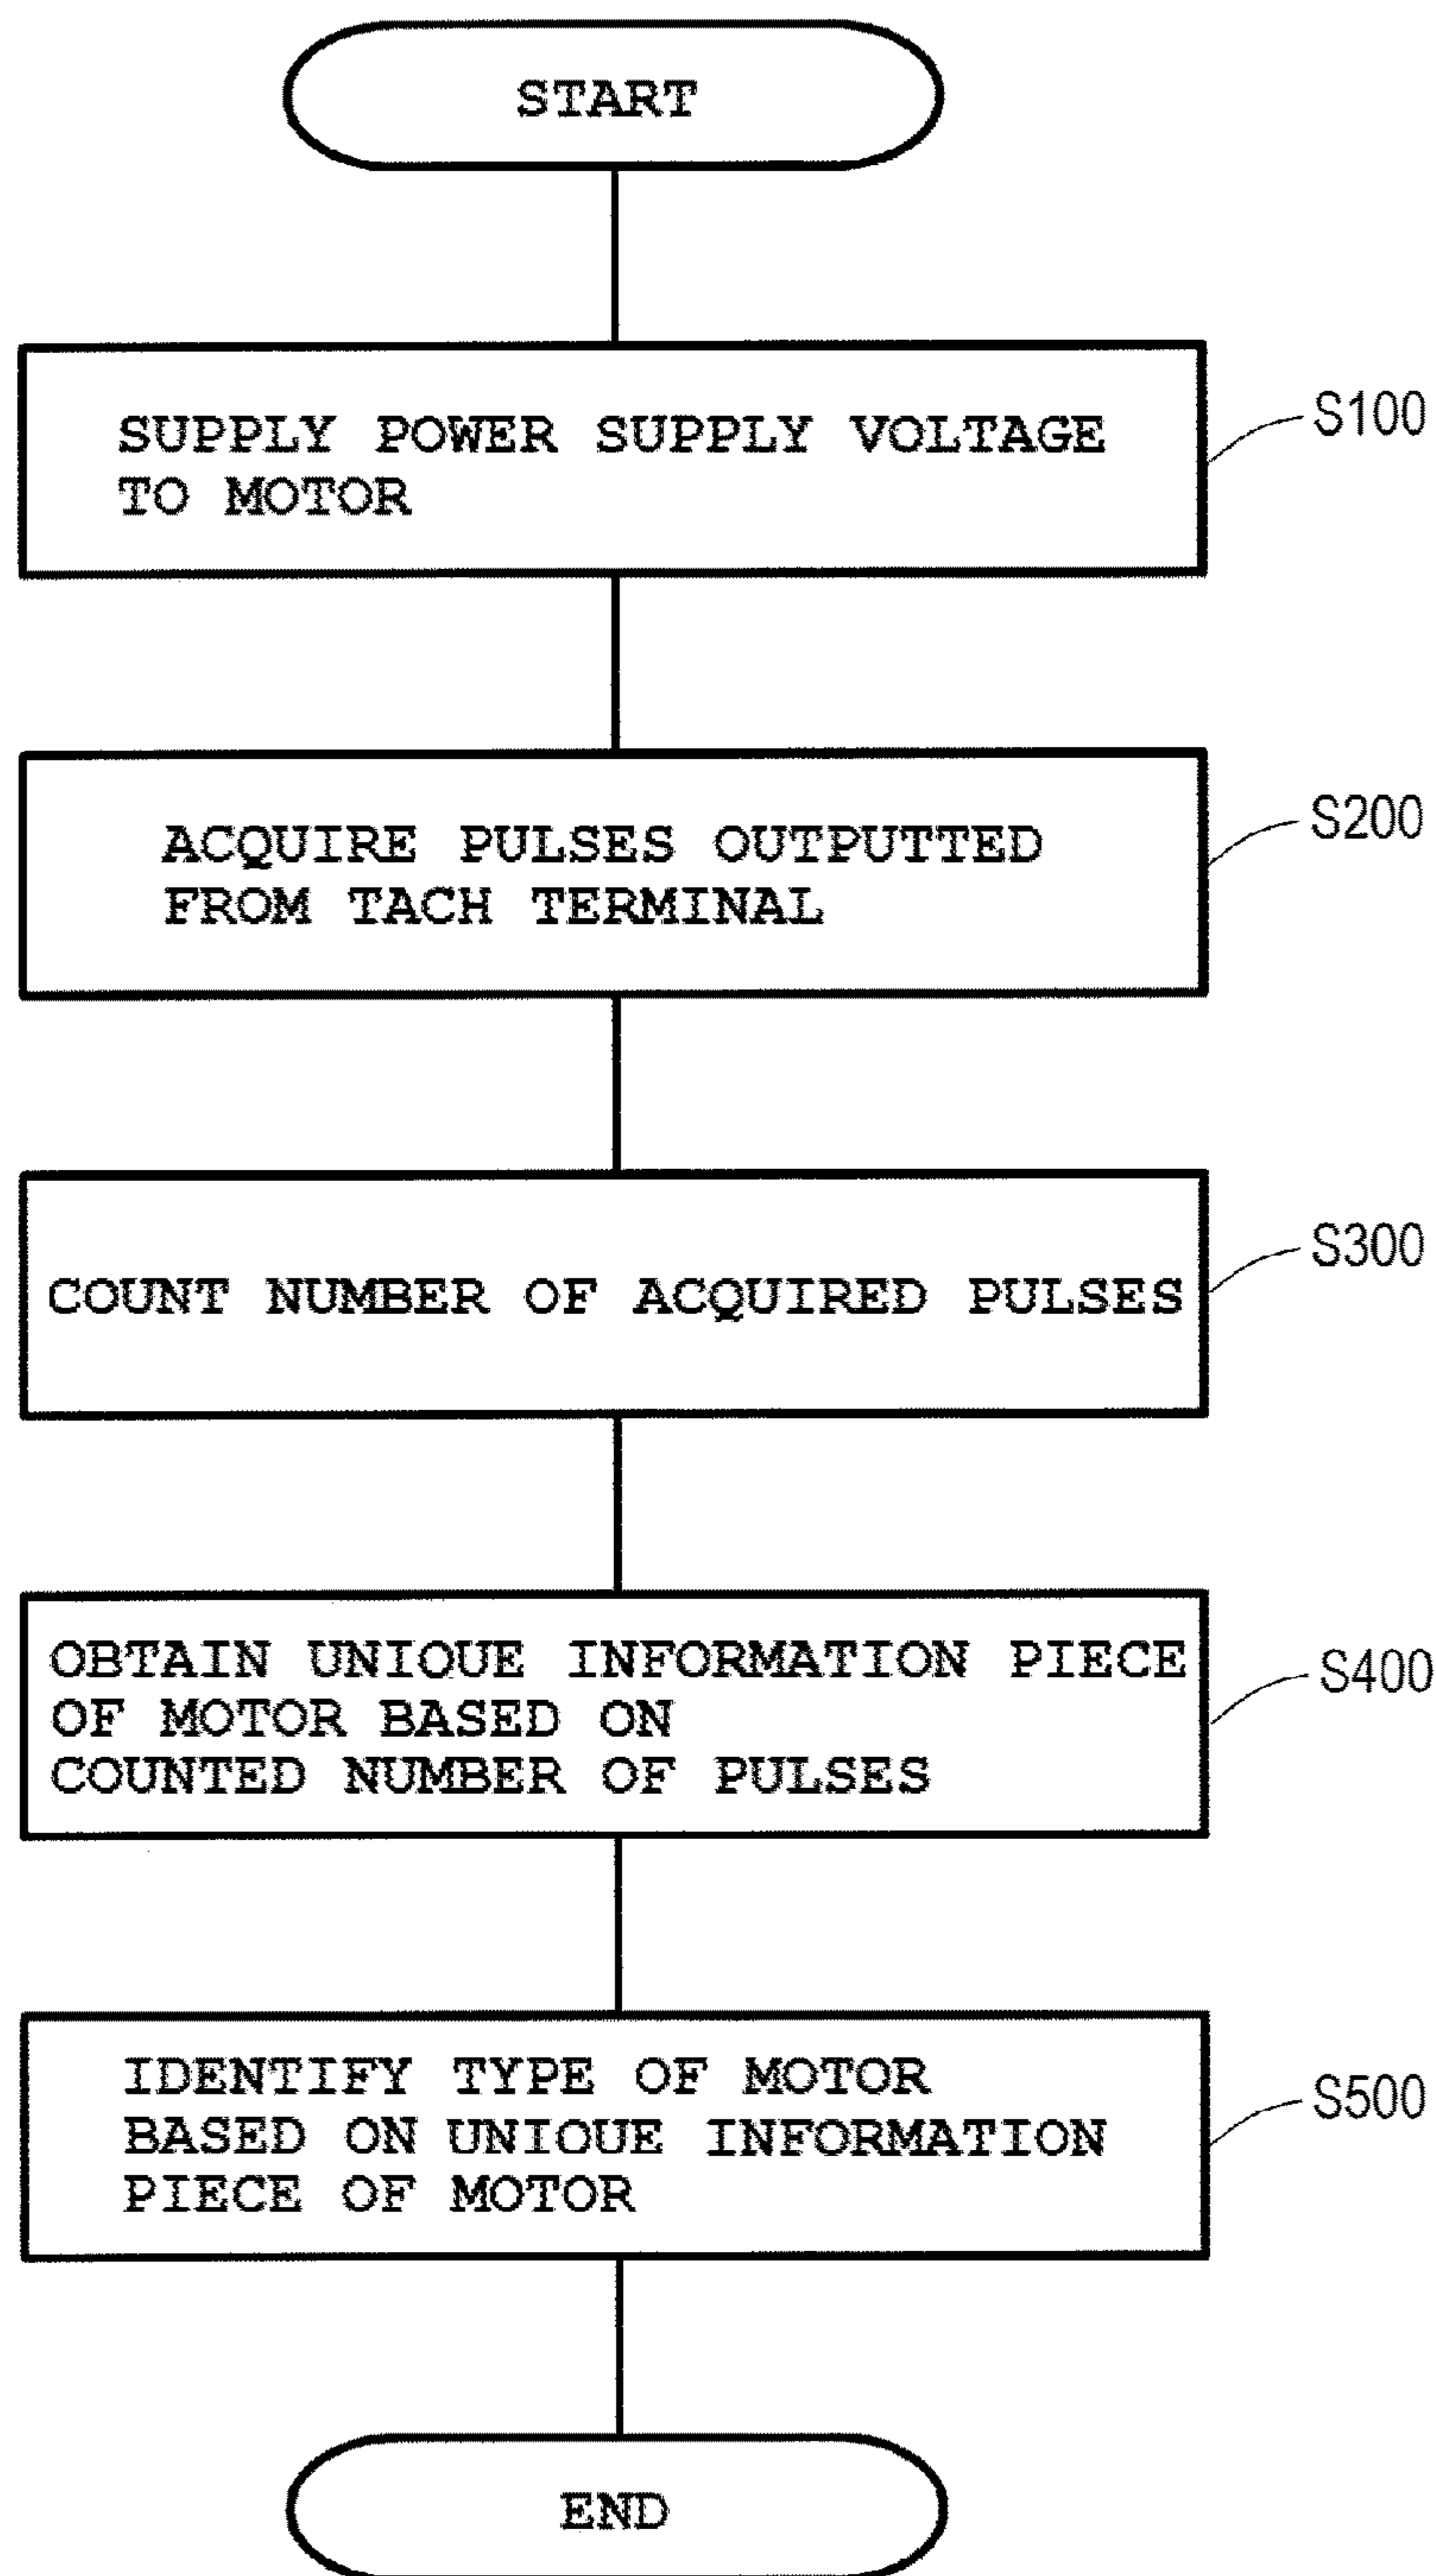 START
SUPPLY POWER SUPPLY VOLTAGE
TO MOTOR
S100
ACQUIRE PULSES OUTPUTTED
FROM TACH TERMINAL
S200
COUNT NUMBER OF ACQUIRED PULSES
S300
OBTAIN UNIQUE INFORMATION PIECE
OF MOTOR BASED ON
COUNTED NUMBER OF PULSES
S400
IDENTIFY TYPE OF MOTOR
BASED ON UNIQUE INFORMATION
PIECE OF MOTOR
S500
END